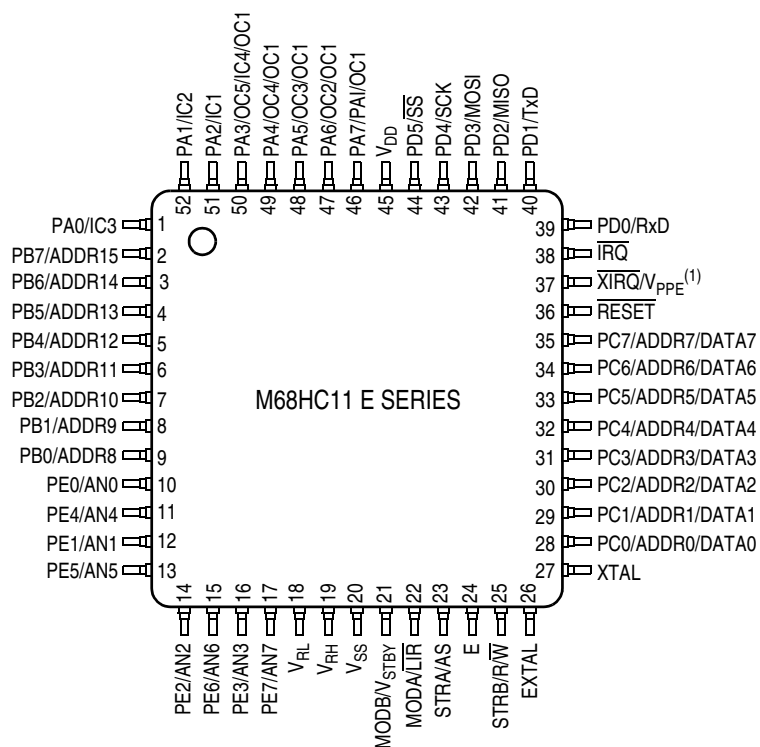 PA1/IC2
PA2/IC1
PA3/OC5/IC4/OC1
PA4/OC4/OC1
PA5/OC3/OC1
PA6/OC2/OC1
PA7/PAI/OC1
VDD
PD5/SS
PD4/SCK
PD3/MOSI
PD2/MISO
PD1/TxD
52
51
50
49
48
47
46
45
44
43
42
41
40
PA0/IC3 1
PB7/ADDR15 2
PB6/ADDR14 3
PB5/ADDR13 4
PB4/ADDR12 5
PB3/ADDR11 6
PB2/ADDR10 7
PB1/ADDR9 8
PB0/ADDR8 9
PE0/AN0 10
PE4/AN4 11
PE1/AN1 12
PE5/AN5 13
M68HC11 E SERIES
39 PD0/RxD
38 IRQ
37 XIRQ/VPPE(1)
36 RESET
35 PC7/ADDR7/DATA7
34 PC6/ADDR6/DATA6
33 PC5/ADDR5/DATA5
32 PC4/ADDR4/DATA4
31 PC3/ADDR3/DATA3
30 PC2/ADDR2/DATA2
29 PC1/ADDR1/DATA1
28 PC0/ADDR0/DATA0
27 XTAL
14
15
16
17
18
19
20
21
22
23
24
25
26
PE2/AN2
PE6/AN6
PE3/AN3
PE7/AN7
VRL
VRH
VSS
MODB/VSTBY
MODA/LIR
STRA/AS
E
STRB/R/W
EXTAL